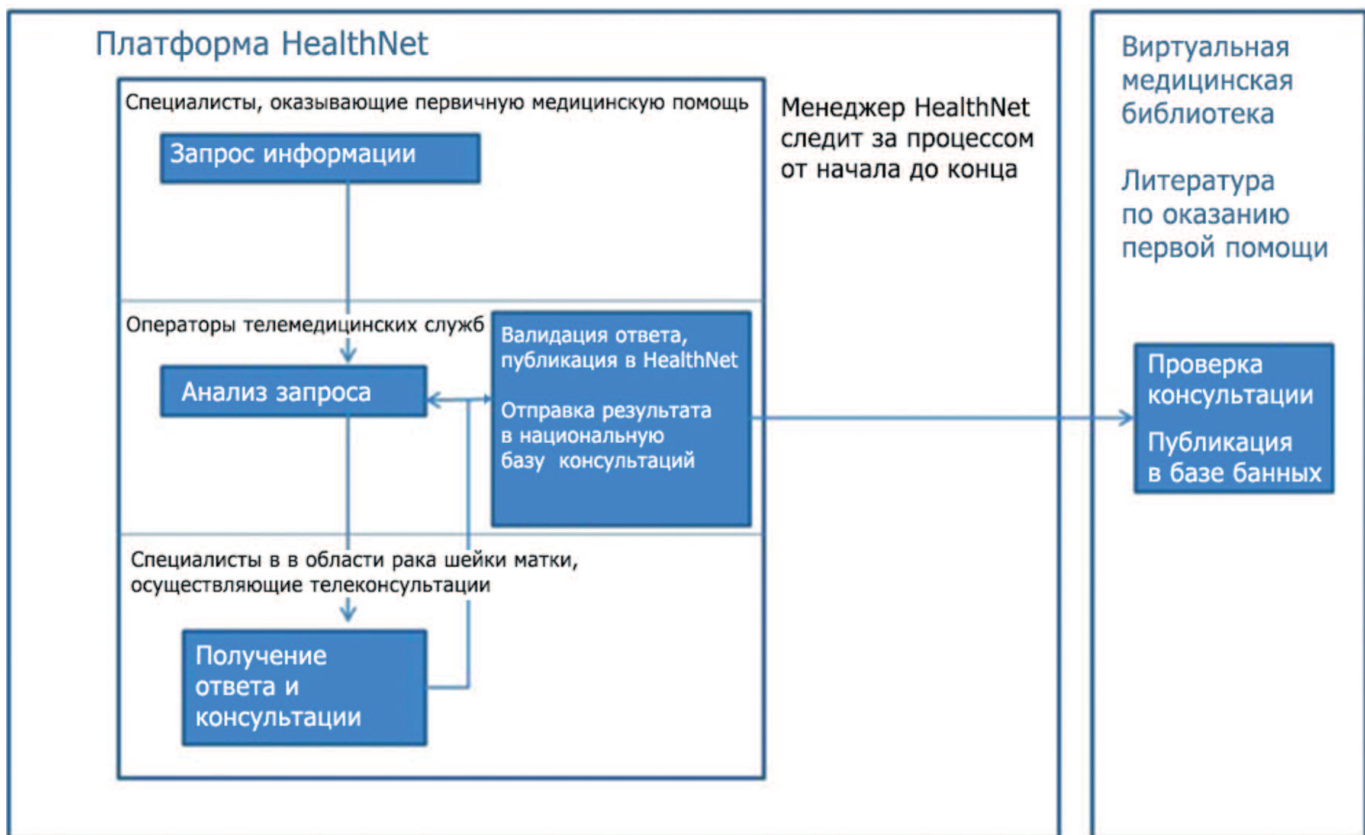 Платформа HealthNet
Специалисты, оказывающие первичную медицинскую помощь
Запрос информации
Менеджер HealthNet
следит за процессом
от начала до конца
Операторы телемедицинских служб
Анализ запроса
Валидация ответа,
публикация в HealthNet
Отправка результата
в национальную
базу консультаций
Специалисты в в области рака шейки матки,
осуществляющие телеконсультации
Получение
ответа и
консультации
Виртуальная
медицинская
библиотека
Литература
по оказанию
первой помощи
Проверка
консультации
Публикация
в базе банных